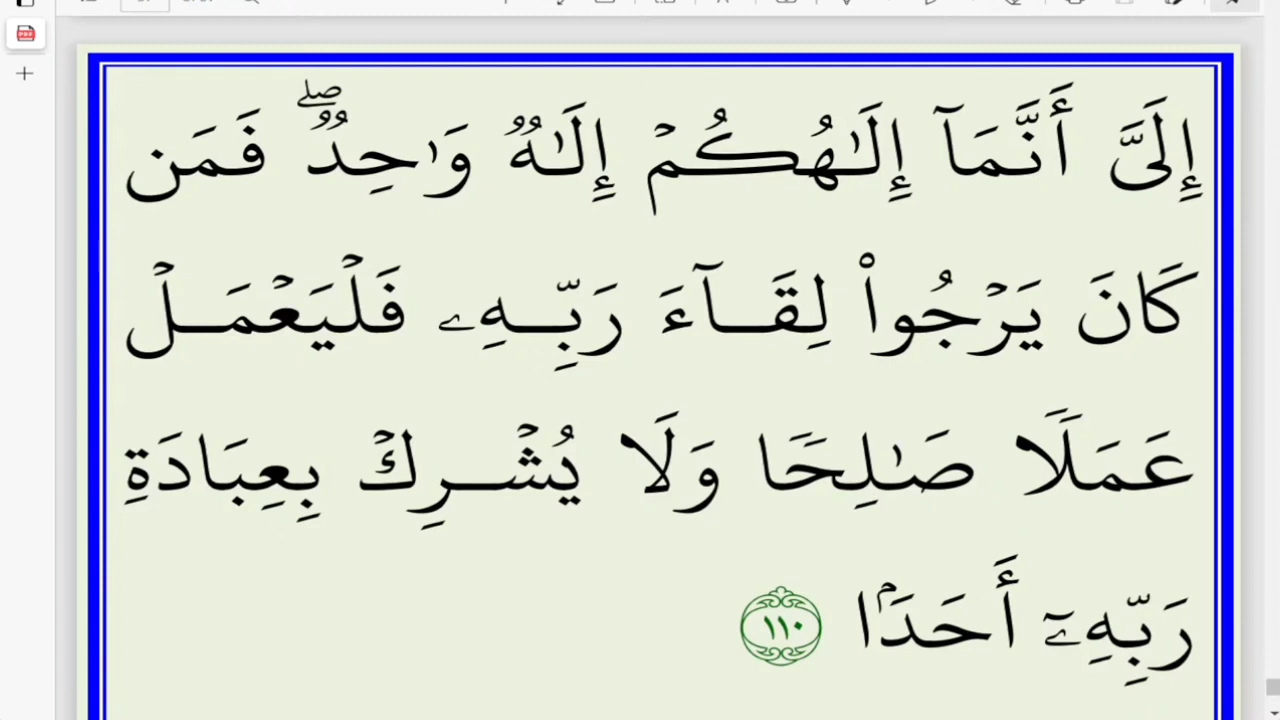 إِلَىَّ أَنَّمَآ إِلَـٰهُكُمۡ إِلَـٰهٌ وَٰحِدٌۖ فَمَن
كَانَ يَرۡجُوا۟ لِقَآءَ رَبِّهِۦ فَلۡيَعۡمَلۡ
عَمَلًا صَـٰلِحًا وَلَا يُشۡرِكۡ بِعِبَادَةِ
رَبِّهِۦٓ أَحَدَۢا ١١٠